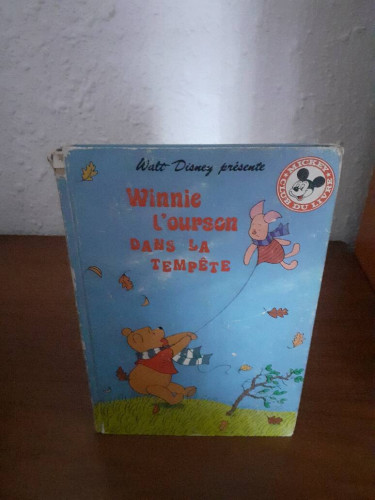 Walt Disney présente
Winnie
l'ourson
DANS LA
TEMPÊTE
MICKEY
CLUB DU LIVRE